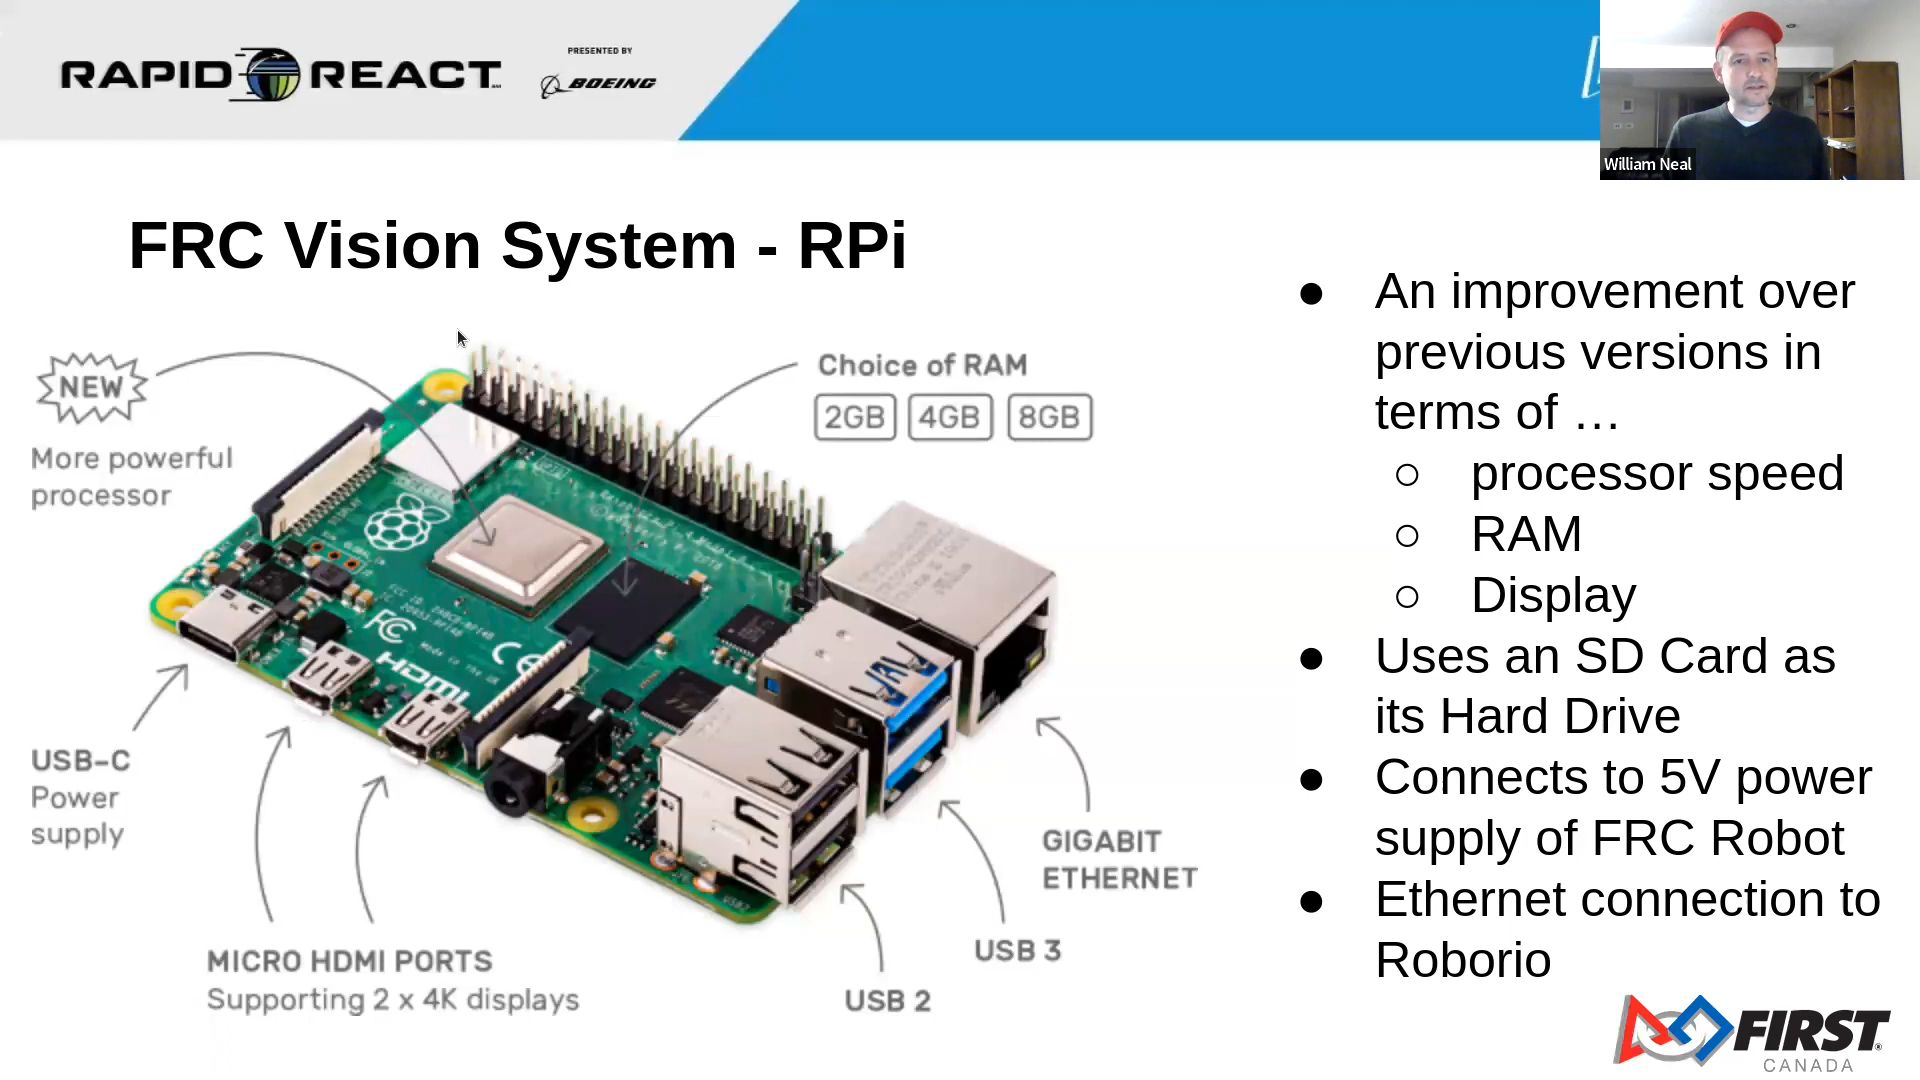 RAPID REACT
PRESENTED BY
BOEING
William Neal
FRC Vision System - RPi
NEW
More powerful
processor
Choice of RAM
2GB 4GB 8GB
USB-C
Power
supply
MICRO HDMI PORTS
Supporting 2 x 4K displays
USB 2
USB 3
GIGABIT
ETHERNET
HDMI
FC
CE
● An improvement over
previous versions in
terms of …
○ processor speed
○ RAM
○ Display
● Uses an SD Card as
its Hard Drive
● Connects to 5V power
supply of FRC Robot
● Ethernet connection to
Roborio
FIRST®
CANADA